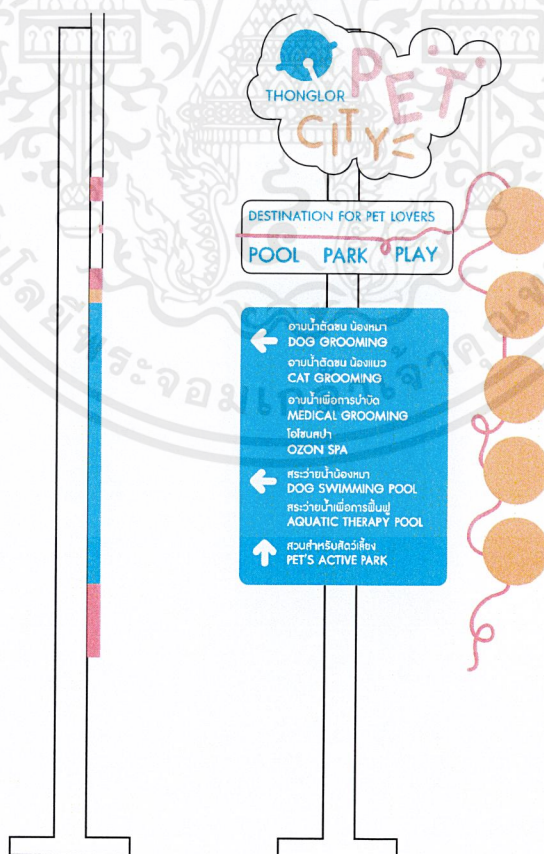 THONGLOR
PET
CITY
DESTINATION FOR PET LOVERS
POOL PARK PLAY
อาบน้ำตัดขน น้องหมา
DOG GROOMING
อาบน้ำตัดขน น้องแมว
CAT GROOMING
อาบน้ำเพื่อการบำบัด
MEDICAL GROOMING
โอโซนสปา
OZON SPA
สระว่ายน้ำน้องหมา
DOG SWIMMING POOL
สระว่ายน้ำเพื่อการฟื้นฟู
AQUATIC THERAPY POOL
สวนสำหรับสัตว์เลี้ยง
PET'S ACTIVE PARK